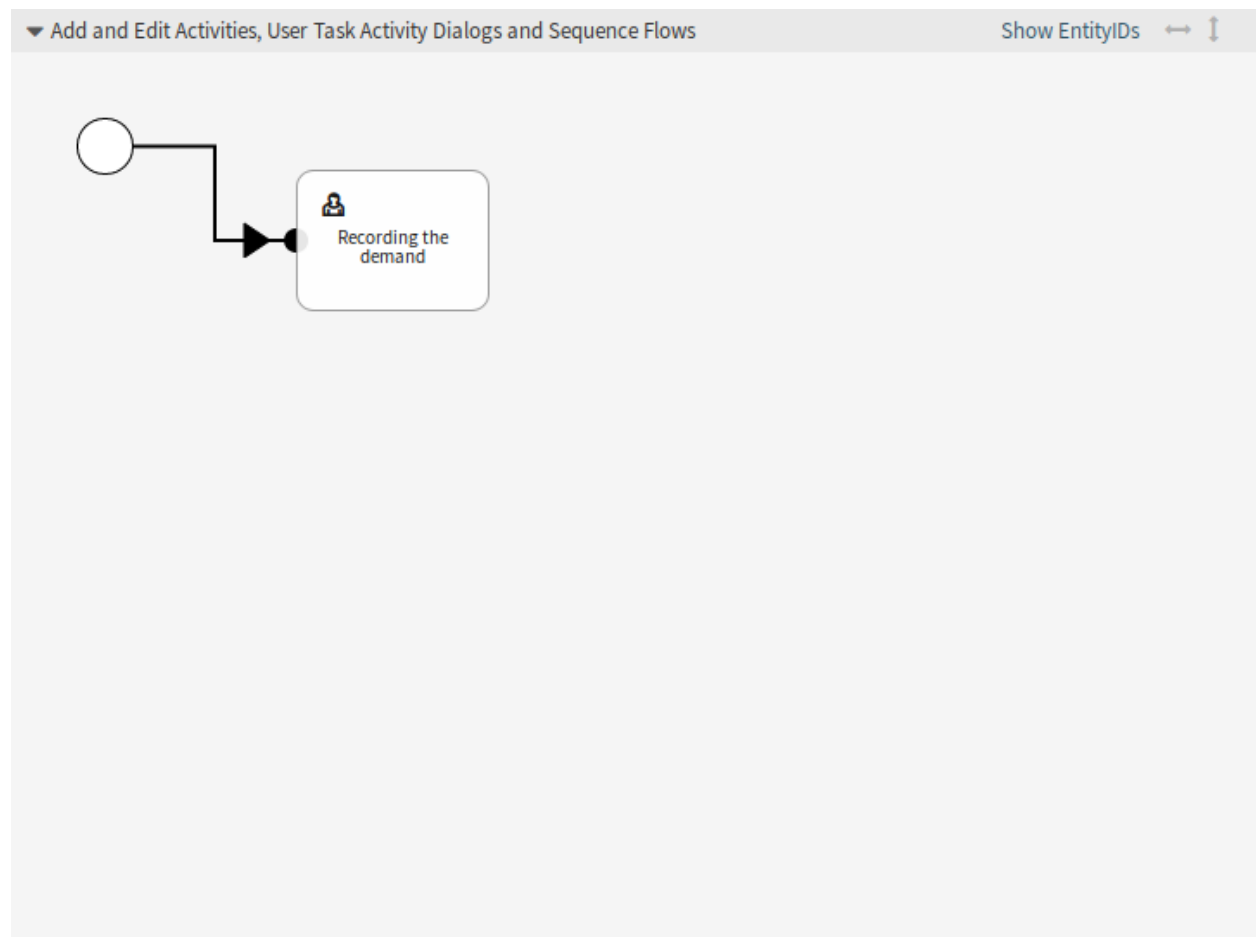 Add and Edit Activities, User Task Activity Dialogs and Sequence Flows
Show EntityIDs
Recording the
demand